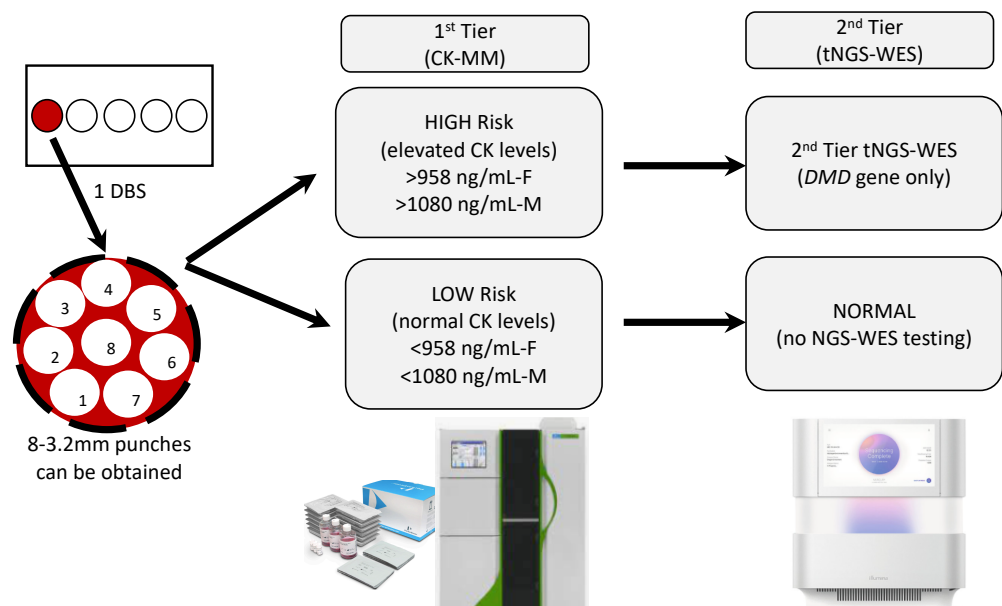 1st Tier
(CK-MM)
2nd Tier
(tNGS-WES)
1 DBS
HIGH Risk
(elevated CK levels)
>958 ng/mL-F
>1080 ng/mL-M
2nd Tier tNGS-WES
(DMD gene only)
4
3
5
2
8
6
1
7
LOW Risk
(normal CK levels)
<958 ng/mL-F
<1080 ng/mL-M
NORMAL
(no NGS-WES testing)
8-3.2mm punches
can be obtained
illumina